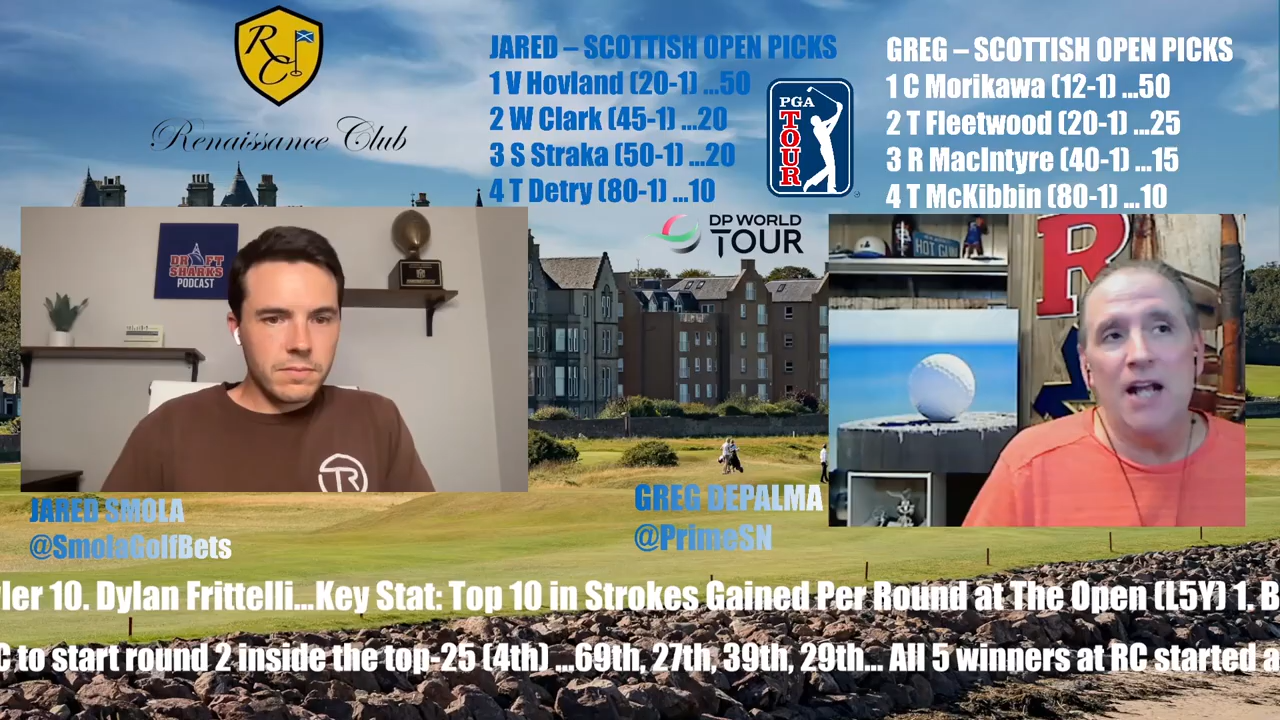 RC
Renaissance Club
JARED – SCOTTISH OPEN PICKS
1 V Hovland (20-1) ...50
2 W Clark (45-1) ...20
3 S Straka (50-1) ...20
4 T Detry (80-1) ...10
PGA
TOUR
GREG – SCOTTISH OPEN PICKS
1 C Morikawa (12-1) ...50
2 T Fleetwood (20-1) ...25
3 R MacIntyre (40-1) ...15
4 T McKibbin (80-1) ...10
DP WORLD
TOUR
DRAFT
SHARKS
PODCAST
HOT
R
TR
JARED SMOLA
@SmolaGolfBets
GREG DEPALMA
@PrimeSN
ler 10. Dylan Frittelli...Key Stat: Top 10 in Strokes Gained Per Round at The Open (L5Y) 1. B
C to start round 2 inside the top-25 (4th) ...69th, 27th, 39th, 29th... All 5 winners at RC started a